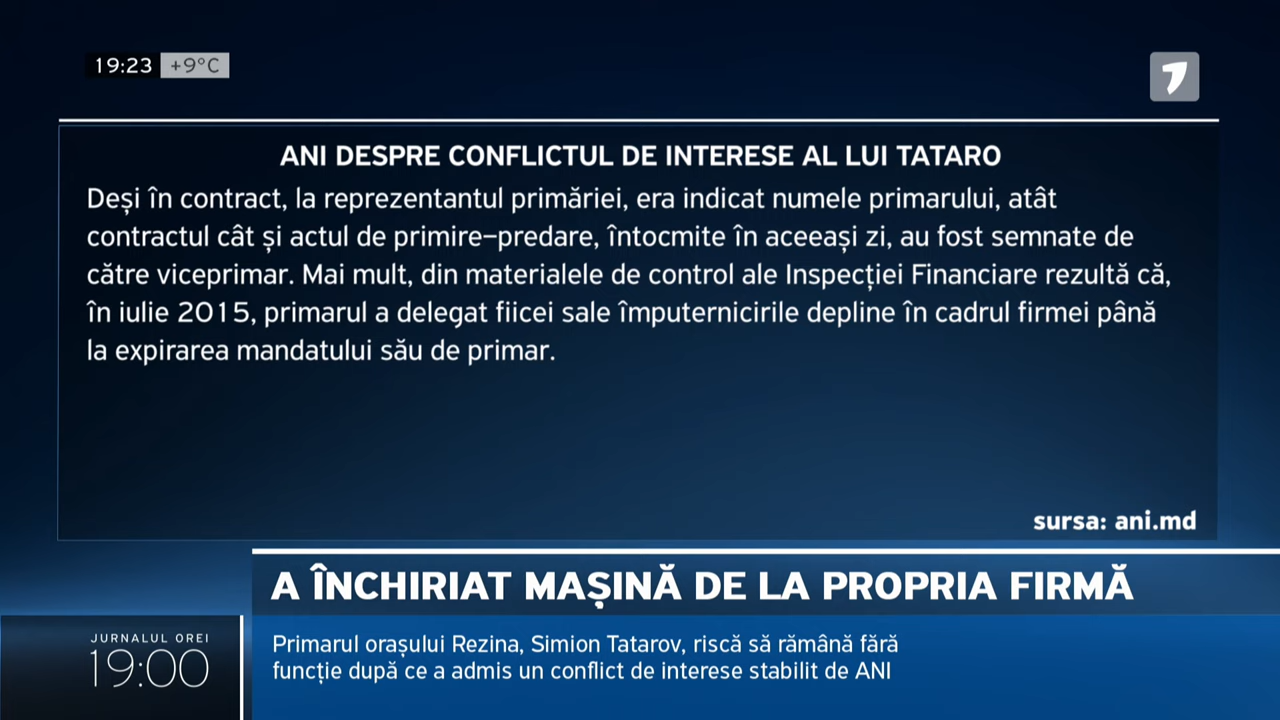 19:23 +9°C
7
ANI DESPRE CONFLICTUL DE INTERESE AL LUI TATARO
Deși în contract, la reprezentantul primăriei, era indicat numele primarului, atât
contractul cât și actul de primire–predare, întocmite în aceeași zi, au fost semnate de
către viceprimar. Mai mult, din materialele de control ale Inspecției Financiare rezultă că,
în iulie 2015, primarul a delegat fiicei sale împuternicirile depline în cadrul firmei până
la expirarea mandatului său de primar.
sursa: ani.md
A ÎNCHIRIAT MAȘINĂ DE LA PROPRIA FIRMĂ
JURNALUL OREI
19:00
Primarul orașului Rezina, Simion Tatarov, riscă să rămână fără
funcție după ce a admis un conflict de interese stabilit de ANI